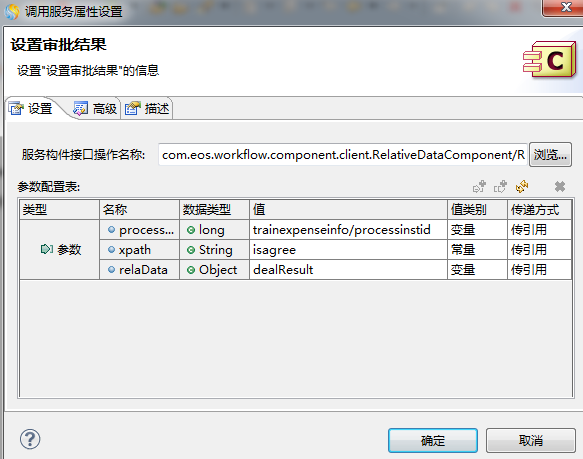 调用服务属性设置
设置审批结果
设置"设置审批结果"的信息
C
设置 高级 描述
服务构件接口操作名称: com.eos.workflow.component.client.RelativeDataComponent/R 浏览...
参数配置表:
类型 名称 数据类型 值 值类别 传递方式
process... long trainexpenseinfo/processinstid 变量 传引用
参数 xpath String isagree 常量 传引用
relaData Object dealResult 变量 传引用
? 确定 取消